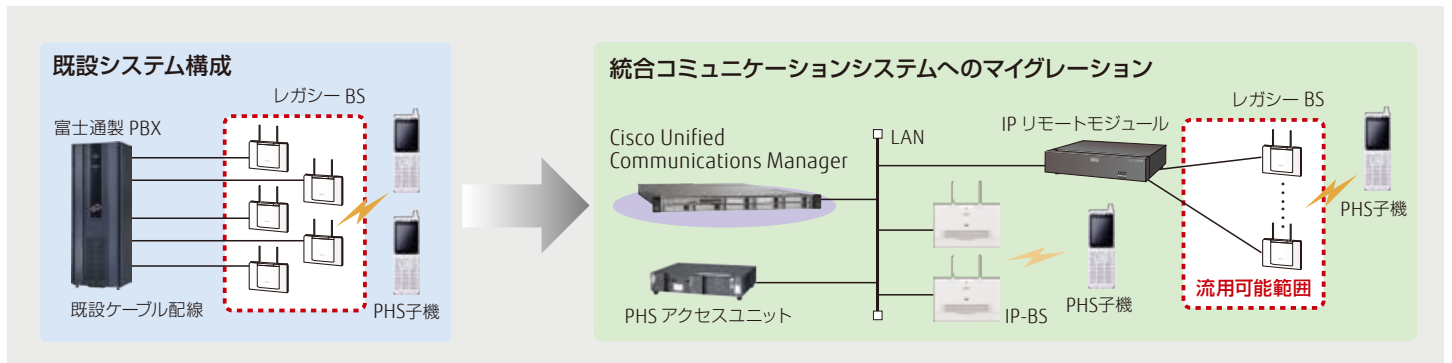 既設システム構成
レガシー BS
富士通製 PBX
既設ケーブル配線
PHS子機
統合コミュニケーションシステムへのマイグレーション
レガシー BS
IP リモートモジュール
LAN
Cisco Unified
Communications Manager
PHS子機
流用可能範囲
PHS アクセスユニット
IP-BS
PHS子機